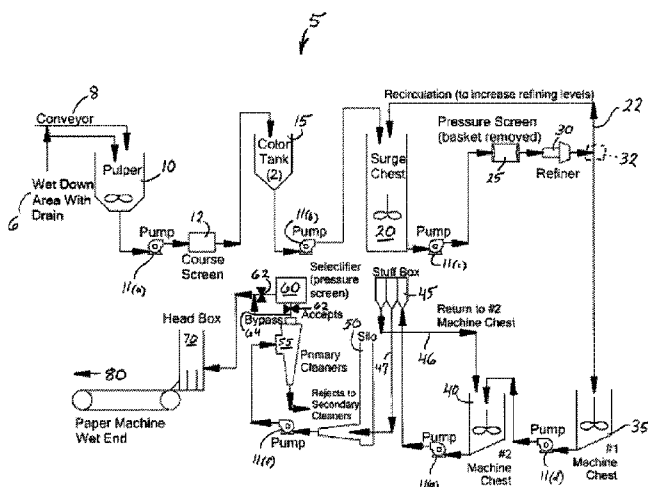 5
8
Conveyor
Pulper
10
Wet Down
Area With
Drain
6
Pump
11(a)
12
Course
Screen
15
Color
Tank
(2)
11(b)
Pump
Surge
Chest
20
Pump
11(c)
Recirculation (to increase refining levels)
22
Pressure Screen
(basket removed)
30
25
Refiner
32
Selectifier (pressure
screen)
62
60
62
Accepts
Bypass
64
55
Primary
Cleaners
Rejects to
Secondary
Cleaners
50
Silo
Stuff Box
45
47
Return to #2
Machine Chest
46
Head Box
70
80
Paper Machine
Wet End
Pump
11(f)
40
Pump
11(e)
#2
Machine
Chest
Pump
11(d)
35
#1
Machine
Chest